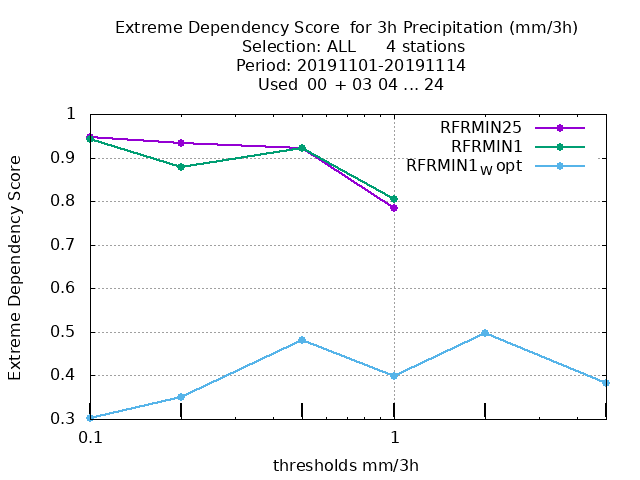 Extreme Dependency Score  for 3h Precipitation (mm/3h)
Selection: ALL      4 stations
Period: 20191101-20191114
Used  00  + 03 04 ... 24
RFRMIN25
RFRMIN1
RFRMIN1W opt
1
0.9
0.8
0.7
0.6
0.5
0.4
0.3
Extreme Dependency Score
0.1
1
thresholds mm/3h